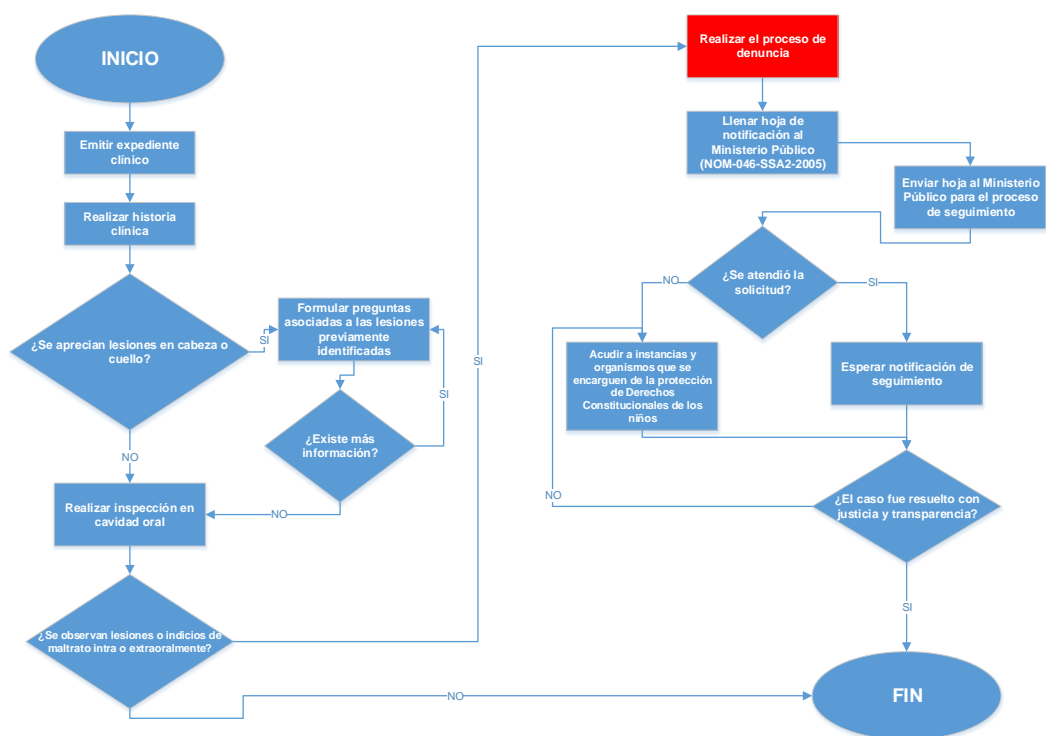 INICIO
Emitir expediente
clínico
Realizar historia
clínica
¿Se aprecian lesiones en cabeza o
cuello?
SI
Formular preguntas
asociadas a las lesiones
previamente
identificadas
SI
¿Existe más
información?
NO
NO
Realizar inspección en
cavidad oral
¿Se observan lesiones o indicios de
maltrato intra o extraoralmente?
SI
NO
Realizar el proceso de
denuncia
Llenar hoja de
notificación al
Ministerio Público
(NOM-046-SSA2-2005)
Enviar hoja al Ministerio
Público para el proceso
de seguimiento
¿Se atendió la
solicitud?
NO
SI
Acudir a instancias y
organismos que se
encarguen de la protección
de Derechos
Constitucionales de los
niños
Esperar notificación de
seguimiento
¿El caso fue resuelto con
justicia y transparencia?
NO
SI
FIN